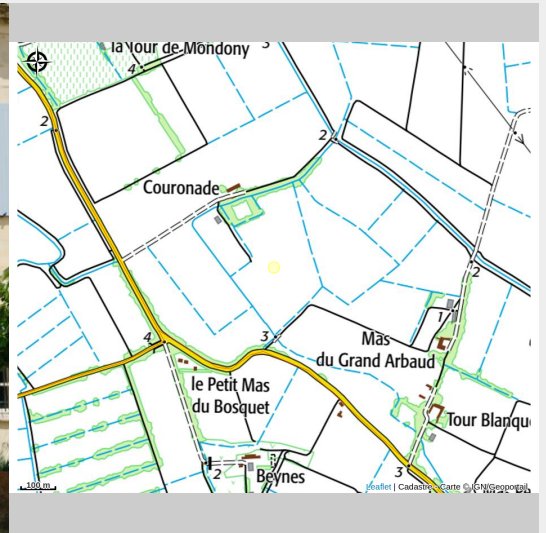 la Tour de Mondony
3
4
2
2
Couronade
2
1
3
4
Mas
du Grand Arbaud
le Petit Mas
du Bosquet
Tour Blanqu
2
Beynes
3
100 m
Leaflet | Cadastre - Carte © IGN/Geoportail